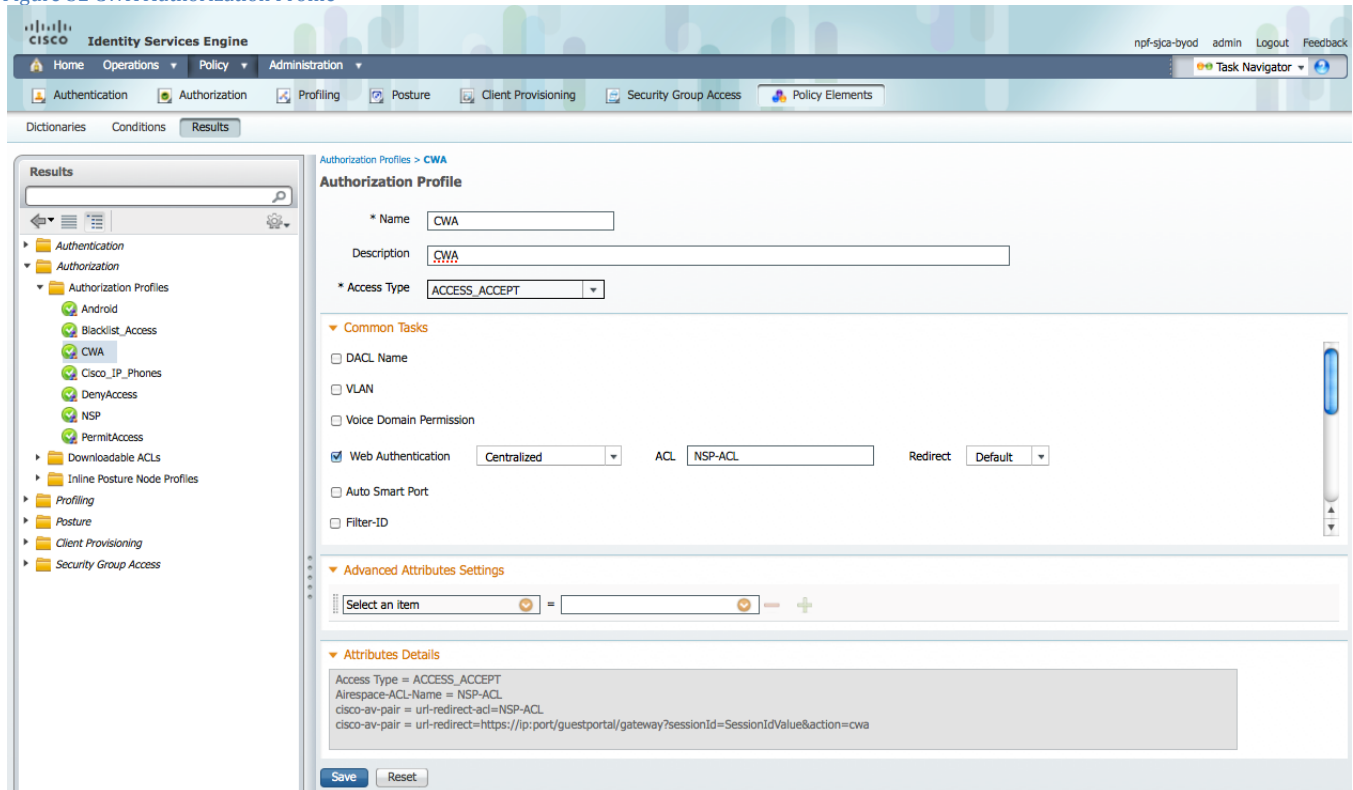 Figure 32 CWA Authorization Profile
CISCO Identity Services Engine
npf-sjca-byod admin Logout Feedback
Home Operations Policy Administration
Task Navigator
Authentication Authorization Profiling Posture Client Provisioning Security Group Access Policy Elements
Dictionaries Conditions Results
Results
Authentication
Authorization
Authorization Profiles
Android
Blacklist_Access
CWA
Cisco_IP_Phones
DenyAccess
NSP
PermitAccess
Downloadable ACLs
Inline Posture Node Profiles
Profiling
Posture
Client Provisioning
Security Group Access
Authorization Profiles > CWA
Authorization Profile
* Name CWA
Description CWA
* Access Type ACCESS_ACCEPT
Common Tasks
DACL Name
VLAN
Voice Domain Permission
Web Authentication Centralized ACL NSP-ACL Redirect Default
Auto Smart Port
Filter-ID
Advanced Attributes Settings
Select an item =
Attributes Details
Access Type = ACCESS_ACCEPT
Airespace-ACL-Name = NSP-ACL
cisco-av-pair = url-redirect-acl=NSP-ACL
cisco-av-pair = url-redirect=https://ip:port/guestportal/gateway?sessionId=SessionIdValue&action=cwa
Save Reset